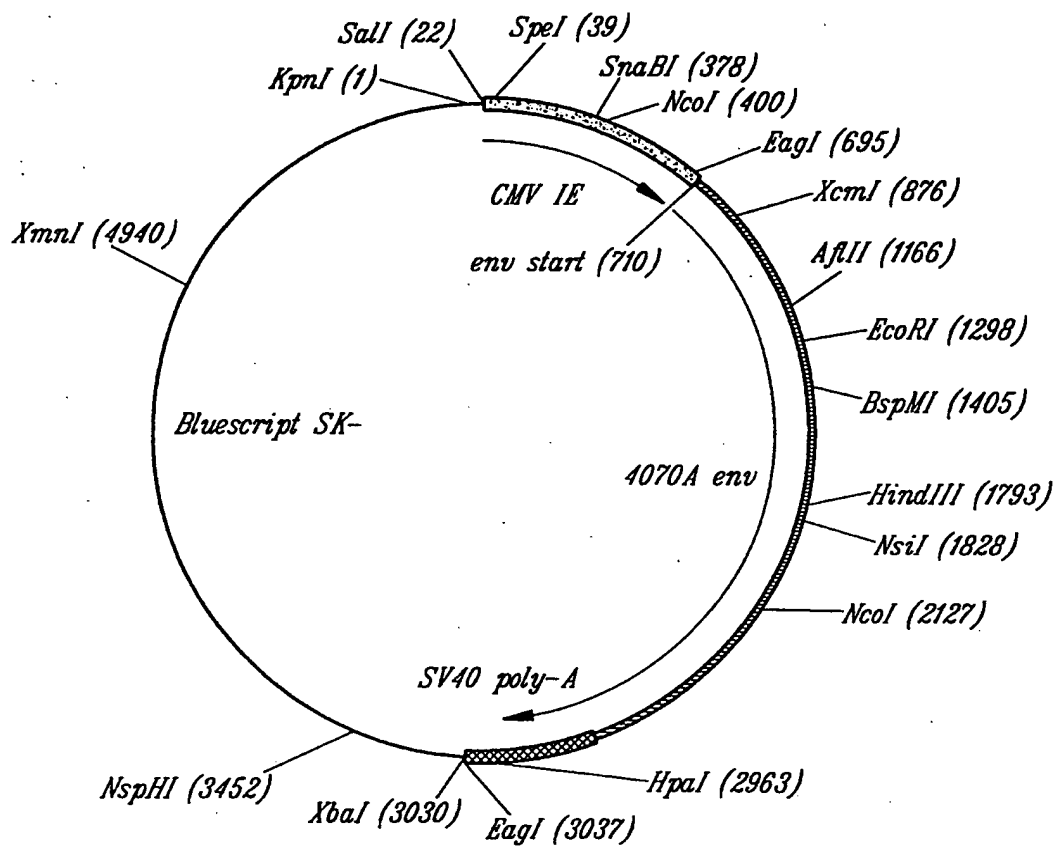 SalI (22)
SpeI (39)
KpnI (1)
SnaBI (378)
NcoI (400)
EagI (695)
CMV IE
XcmI (876)
XmnI (4940)
env start (710)
AflII (1166)
EcoRI (1298)
BspMI (1405)
Bluescript SK-
4070A env
HindIII (1793)
NsiI (1828)
NcoI (2127)
SV40 poly-A
NspHI (3452)
HpaI (2963)
XbaI (3030)
EagI (3037)